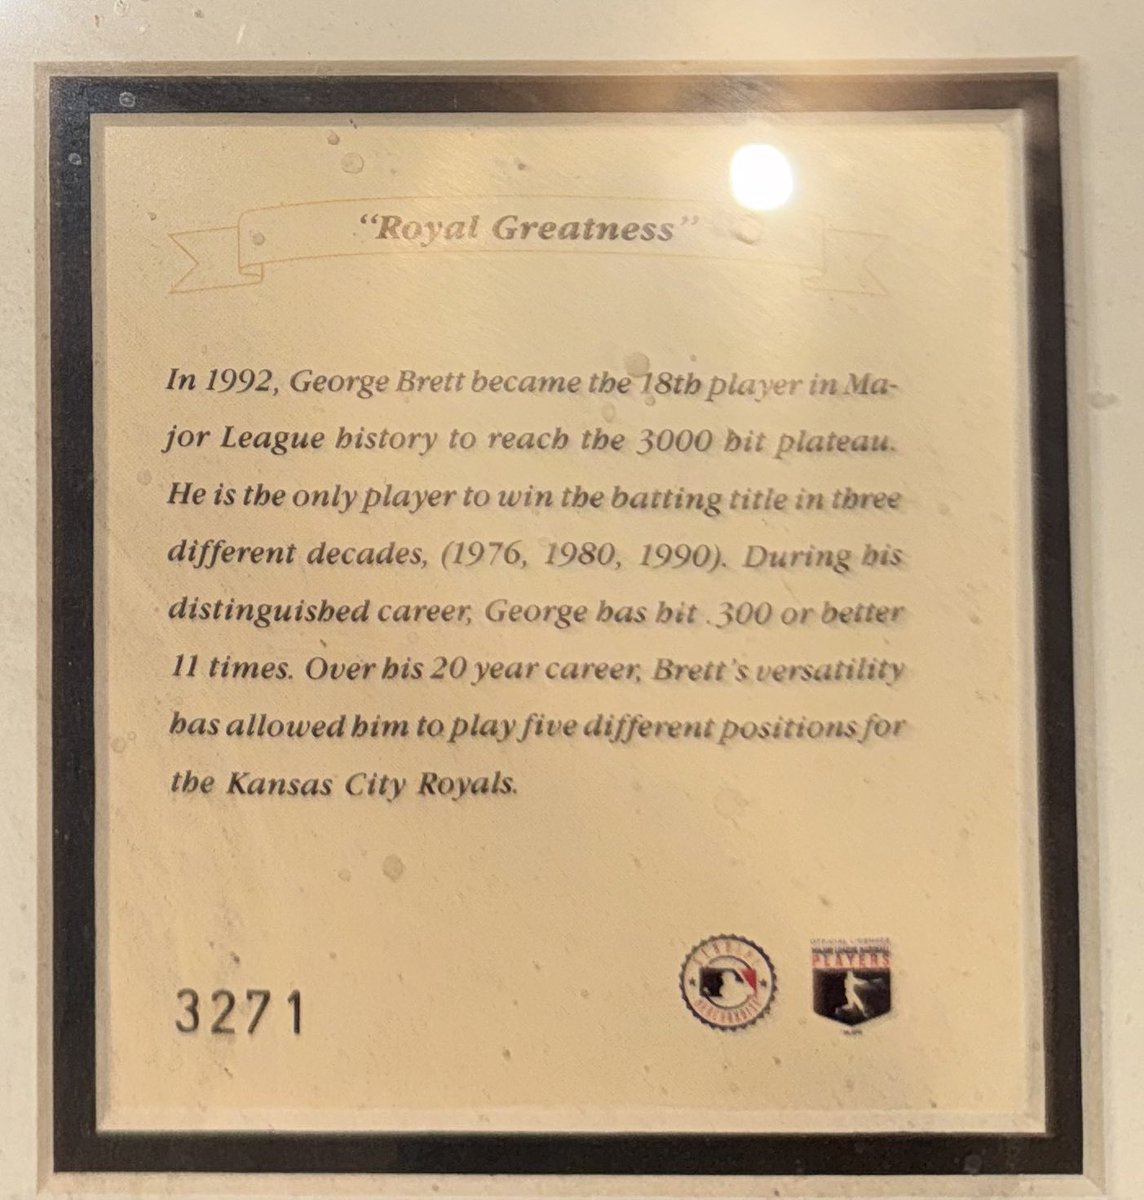 “Royal Greatness”
In 1992, George Brett became the 18th player in Ma-
jor League history to reach the 3000 hit plateau.
He is the only player to win the batting title in three
different decades, (1976, 1980, 1990). During his
distinguished career, George has hit .300 or better
11 times. Over his 20 year career, Brett's versatility
has allowed him to play five different positions for
the Kansas City Royals.
3271
PLAYERS